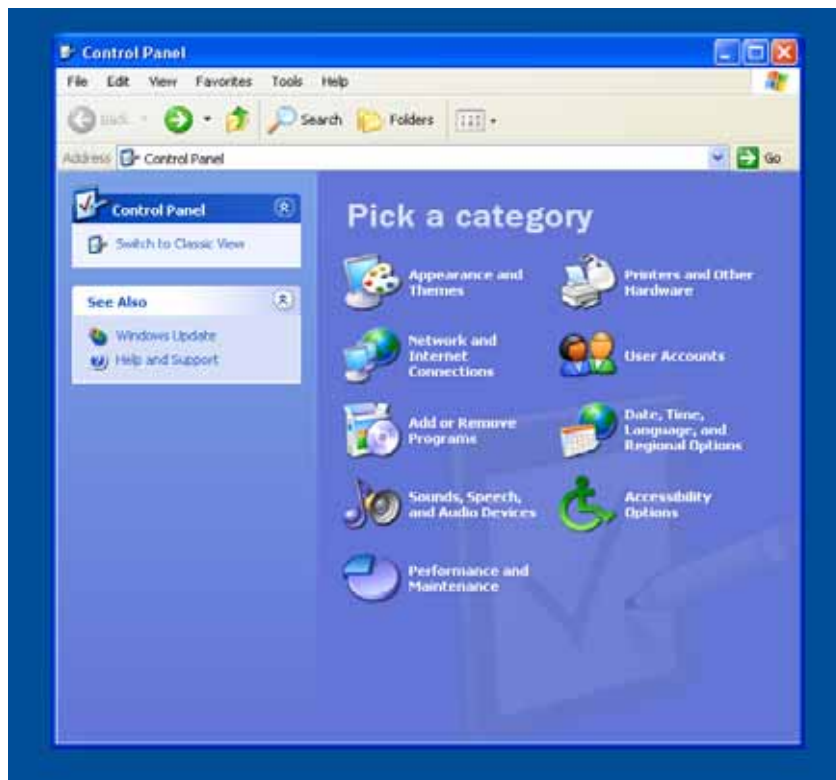 Control Panel
File Edit View Favorites Tools Help
Back Search Folders
Address Control Panel Go
Control Panel
Switch to Classic View
See Also
Windows Update
Help and Support
Pick a category
Appearance and
Themes
Printers and Other
Hardware
Network and
Internet
Connections
User Accounts
Add or Remove
Programs
Date, Time,
Language, and
Regional Options
Sounds, Speech,
and Audio Devices
Accessibility
Options
Performance and
Maintenance